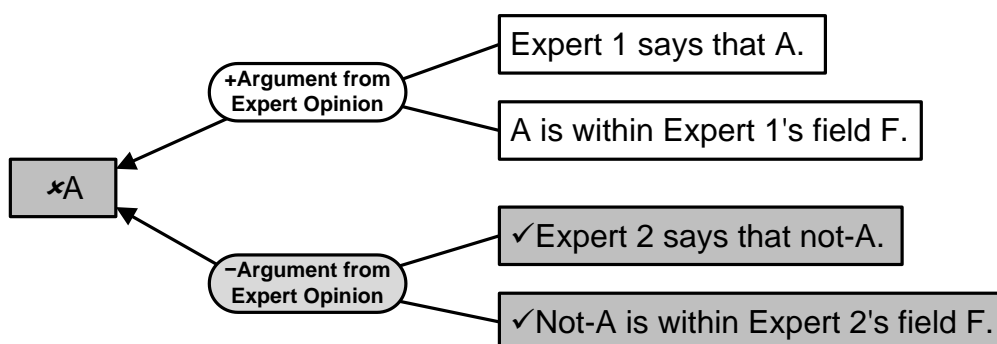 Expert 1 says that A.
+Argument from
Expert Opinion
A is within Expert 1's field F.
✘A
✓Expert 2 says that not-A.
−Argument from
Expert Opinion
✓Not-A is within Expert 2's field F.